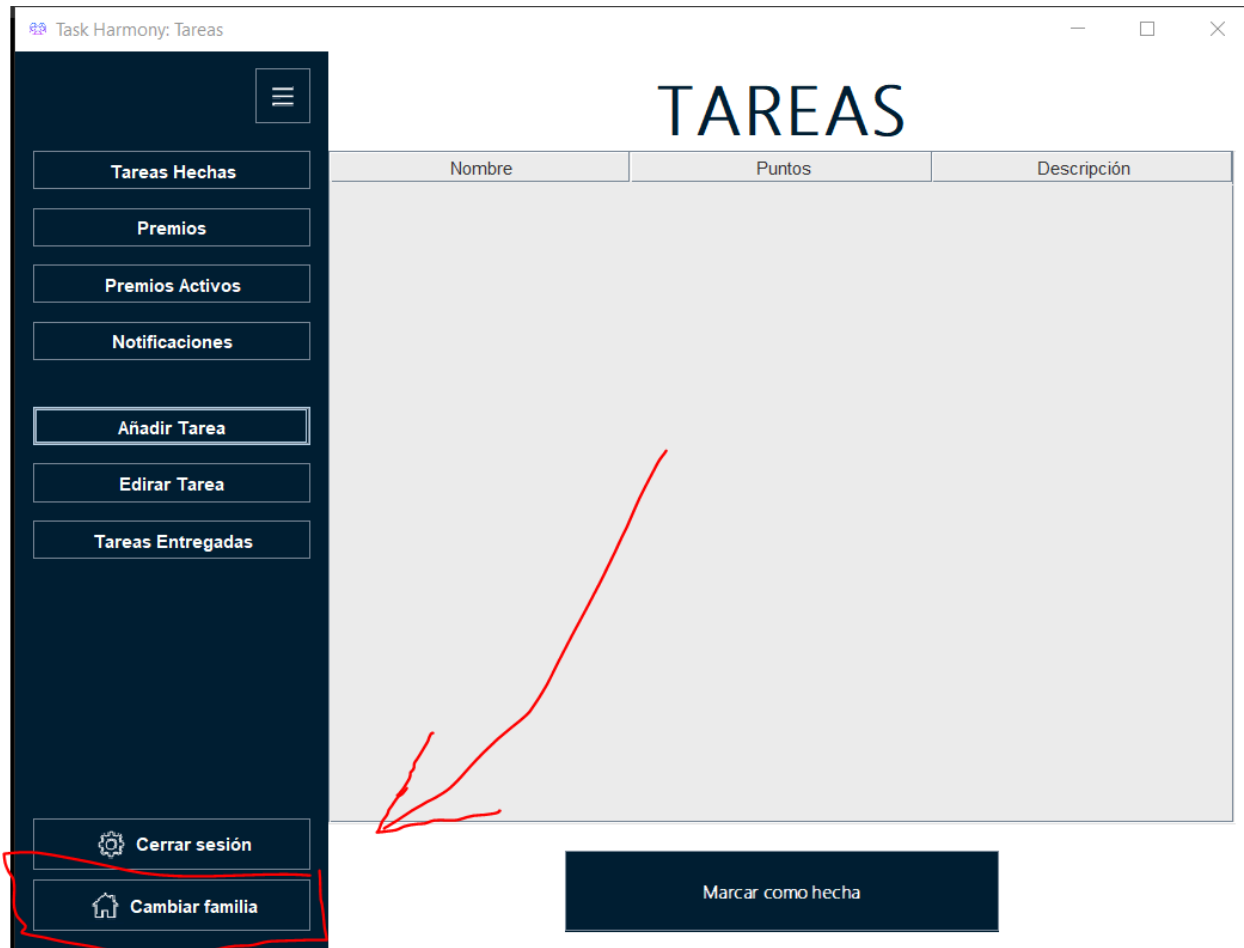 Task Harmony: Tareas
TAREAS
Tareas Hechas
Premios
Premios Activos
Notificaciones
Añadir Tarea
Edirar Tarea
Tareas Entregadas
Cerrar sesión
Cambiar familia
Nombre Puntos Descripción
Marcar como hecha